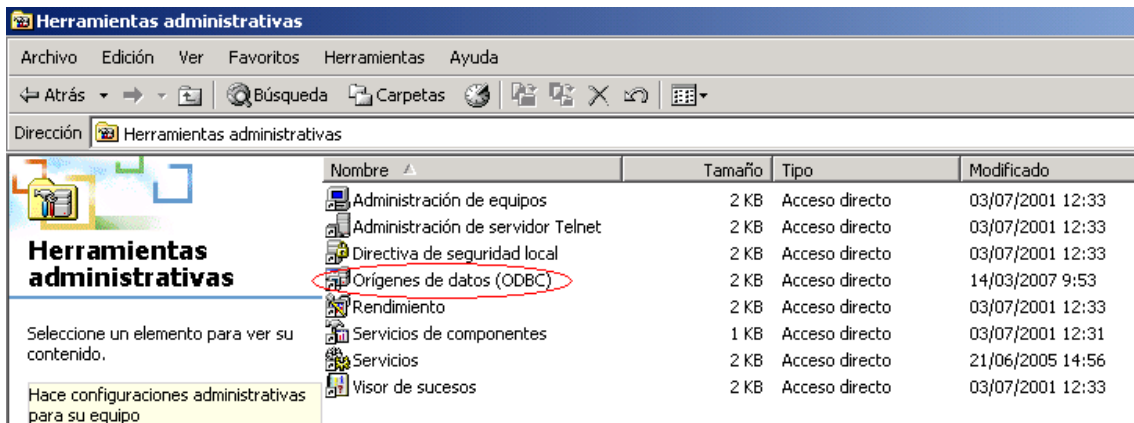 Herramientas administrativas
Archivo Edición Ver Favoritos Herramientas Ayuda
Atrás Búsqueda Carpetas
Dirección Herramientas administrativas
Nombre Tamaño Tipo Modificado
Administración de equipos 2 KB Acceso directo 03/07/2001 12:33
Administración de servidor Telnet 2 KB Acceso directo 03/07/2001 12:33
Directiva de seguridad local 2 KB Acceso directo 03/07/2001 12:33
Orígenes de datos (ODBC) 2 KB Acceso directo 14/03/2007 9:53
Rendimiento 2 KB Acceso directo 03/07/2001 12:33
Servicios de componentes 1 KB Acceso directo 03/07/2001 12:31
Servicios 2 KB Acceso directo 21/06/2005 14:56
Visor de sucesos 2 KB Acceso directo 03/07/2001 12:33
Herramientas
administrativas
Seleccione un elemento para ver su
contenido.
Hace configuraciones administrativas
para su equipo